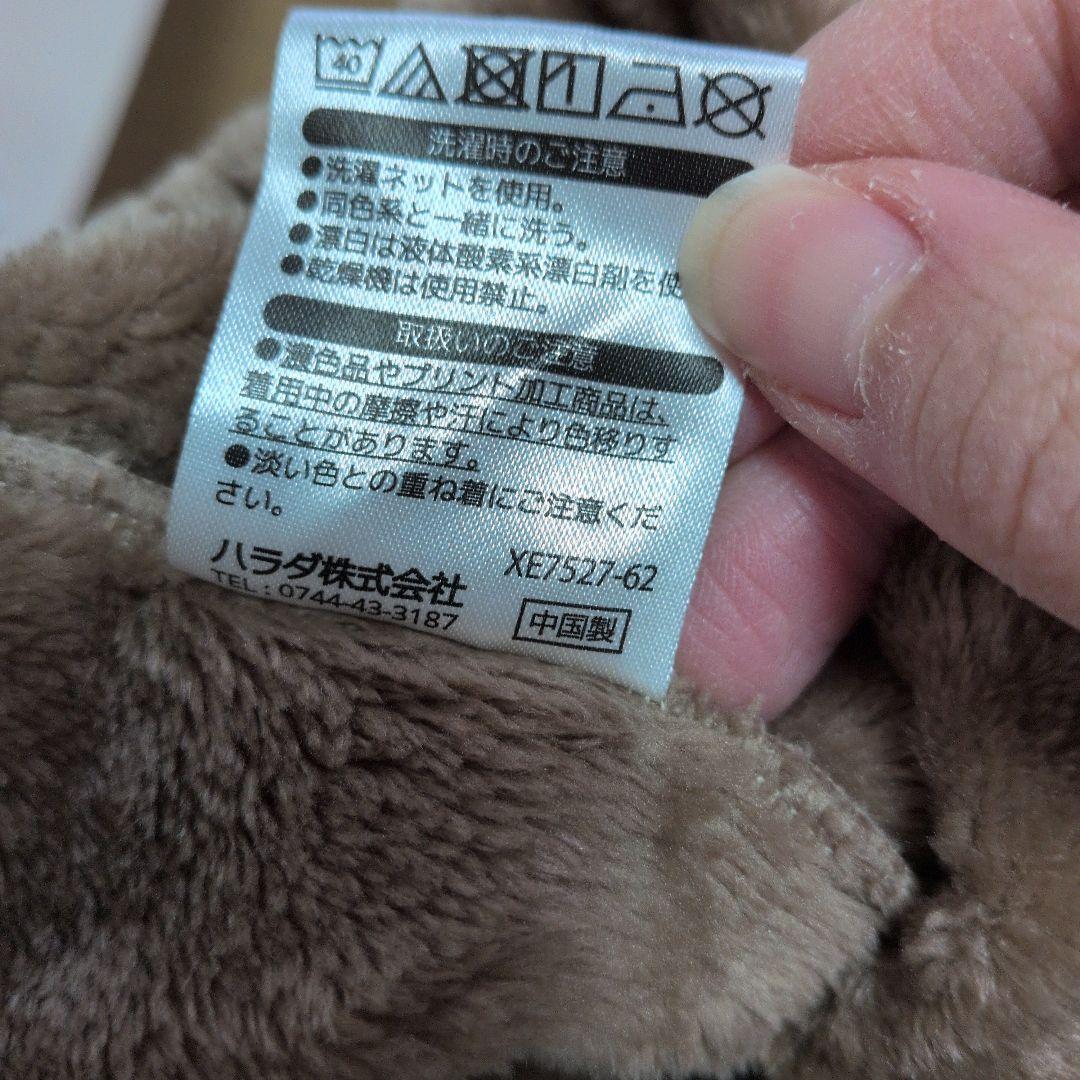 40
洗濯時のご注意
●洗濯ネットを使用。
●同色系と一緒に洗う。
●漂白は液体酸素系漂白剤を使
●乾燥機は使用禁止。
取扱いのご注意
●濃色品やプリント加工商品は、
着用中の摩擦や汗により色移りす
ることがあります。
●淡い色との重ね着にご注意くだ
さい。
ハラダ株式会社 XE7527-62
TEL：0744-43-3187 中国製